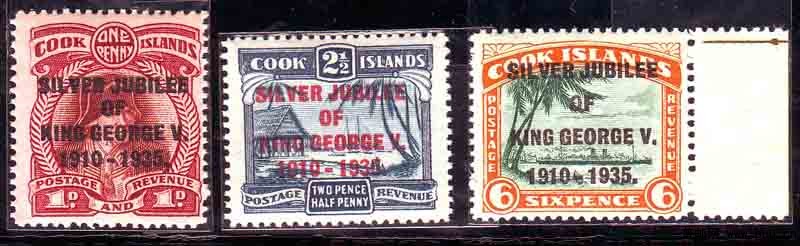 COOK ONE PENNY ISLANDS
SILVER JUBILEE
OF
KING GEORGE V.
1910-1935.
POSTAGE AND REVENUE
1D 1D
COOK 2½ ISLANDS
SILVER JUBILEE
OF
KING GEORGE V.
1910-1935.
POSTAGE TWO PENCE HALF PENNY REVENUE
COOK ISLANDS
SILVER JUBILEE
OF
KING GEORGE V.
1910-1935.
POSTAGE
REVENUE
6 SIXPENCE 6